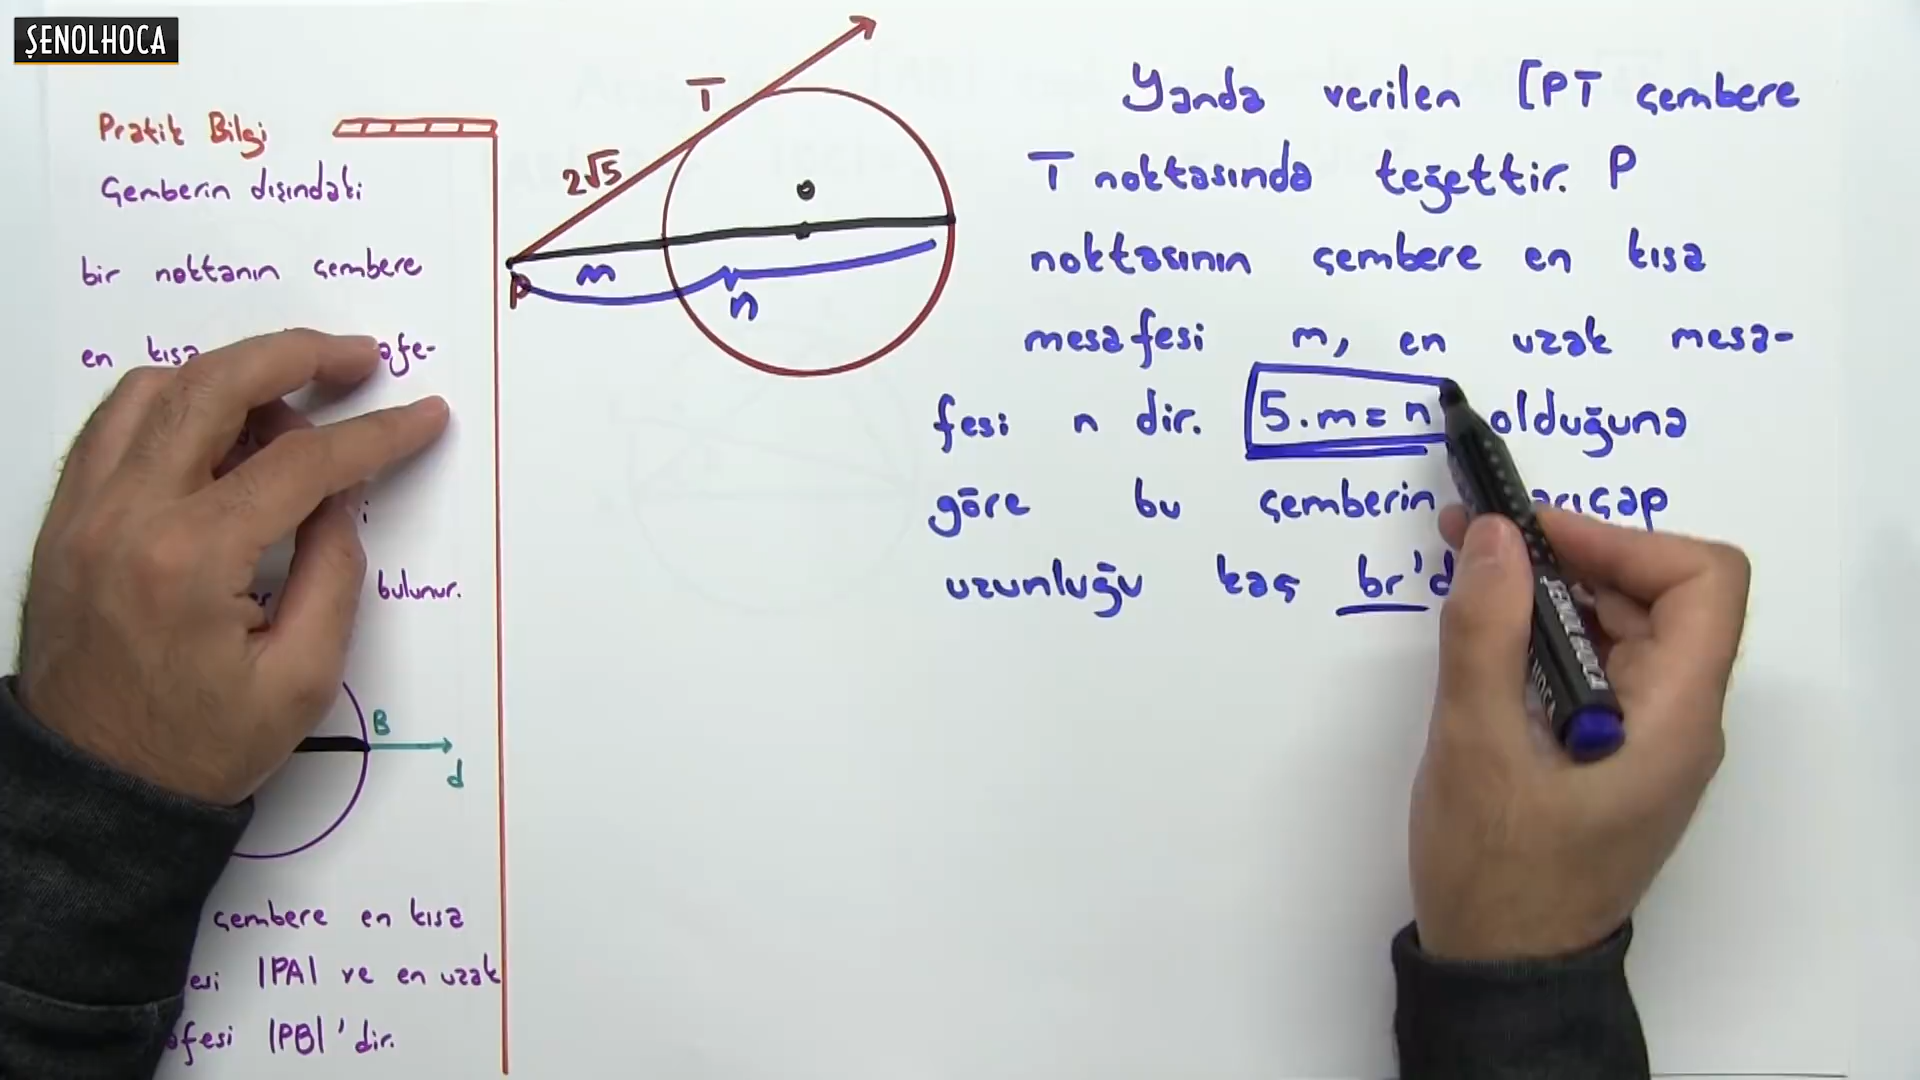 ŞENOLHOCA
Pratik Bilgi
Çemberin dışındaki
bir noktanın çembere
en kısa
bulunur.
B
d
çembere en kısa
|PA| ve en uzak
|PB|'dir.
T
2√5
O
m
P
n
Yanda verilen [PT çembere
T noktasında teğettir. P
noktasının çembere en kısa
mesafesi m, en uzak mesa-
fesi n dir. 5.m = n olduğuna
göre bu çemberin
uzunluğu kaç br'd
ŞENOL HOCA